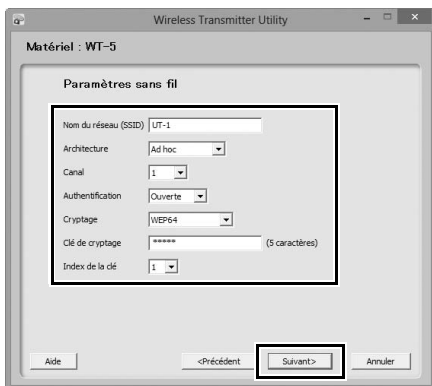 Wireless Transmitter Utility
Matériel : WT-5
Paramètres sans fil
Nom du réseau (SSID) UT-1
Architecture Ad hoc
Canal 1
Authentification Ouverte
Cryptage WEP64
Clé de cryptage ***** (5 caractères)
Index de la clé 1
Aide <Précédent Suivant> Annuler